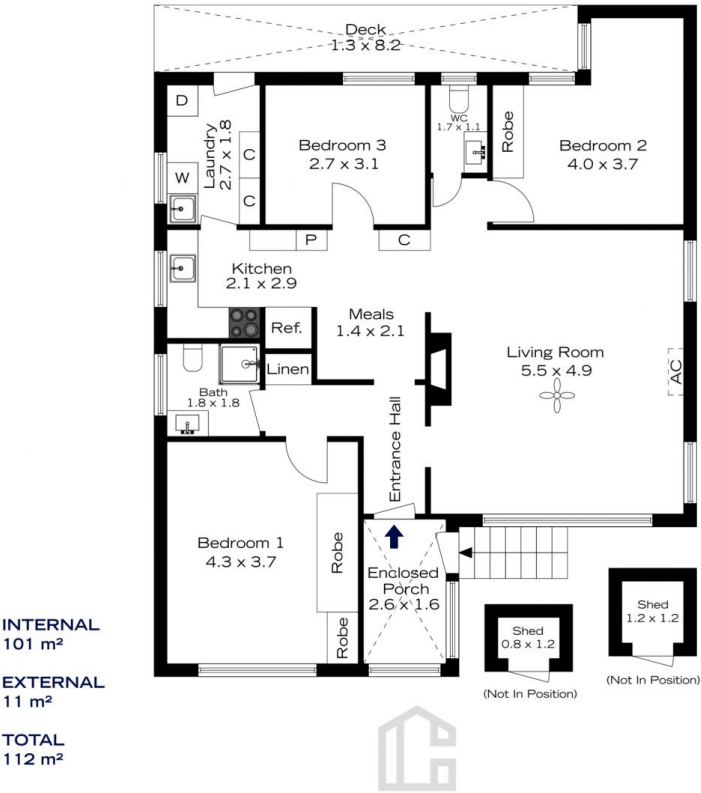 Deck
1.3 x 8.2
D
Laundry
2.7 x 1.8
C
W
C
Bedroom 3
2.7 x 3.1
WC
1.7 x 1.1
Robe
Bedroom 2
4.0 x 3.7
P
C
Kitchen
2.1 x 2.9
Ref.
Meals
1.4 x 2.1
Living Room
5.5 x 4.9
AC
Linen
Bath
1.8 x 1.8
Entrance Hall
Bedroom 1
4.3 x 3.7
Robe
Robe
Enclosed
Porch
2.6 x 1.6
Shed
0.8 x 1.2
(Not In Position)
Shed
1.2 x 1.2
(Not In Position)
INTERNAL
101 m²
EXTERNAL
11 m²
TOTAL
112 m²